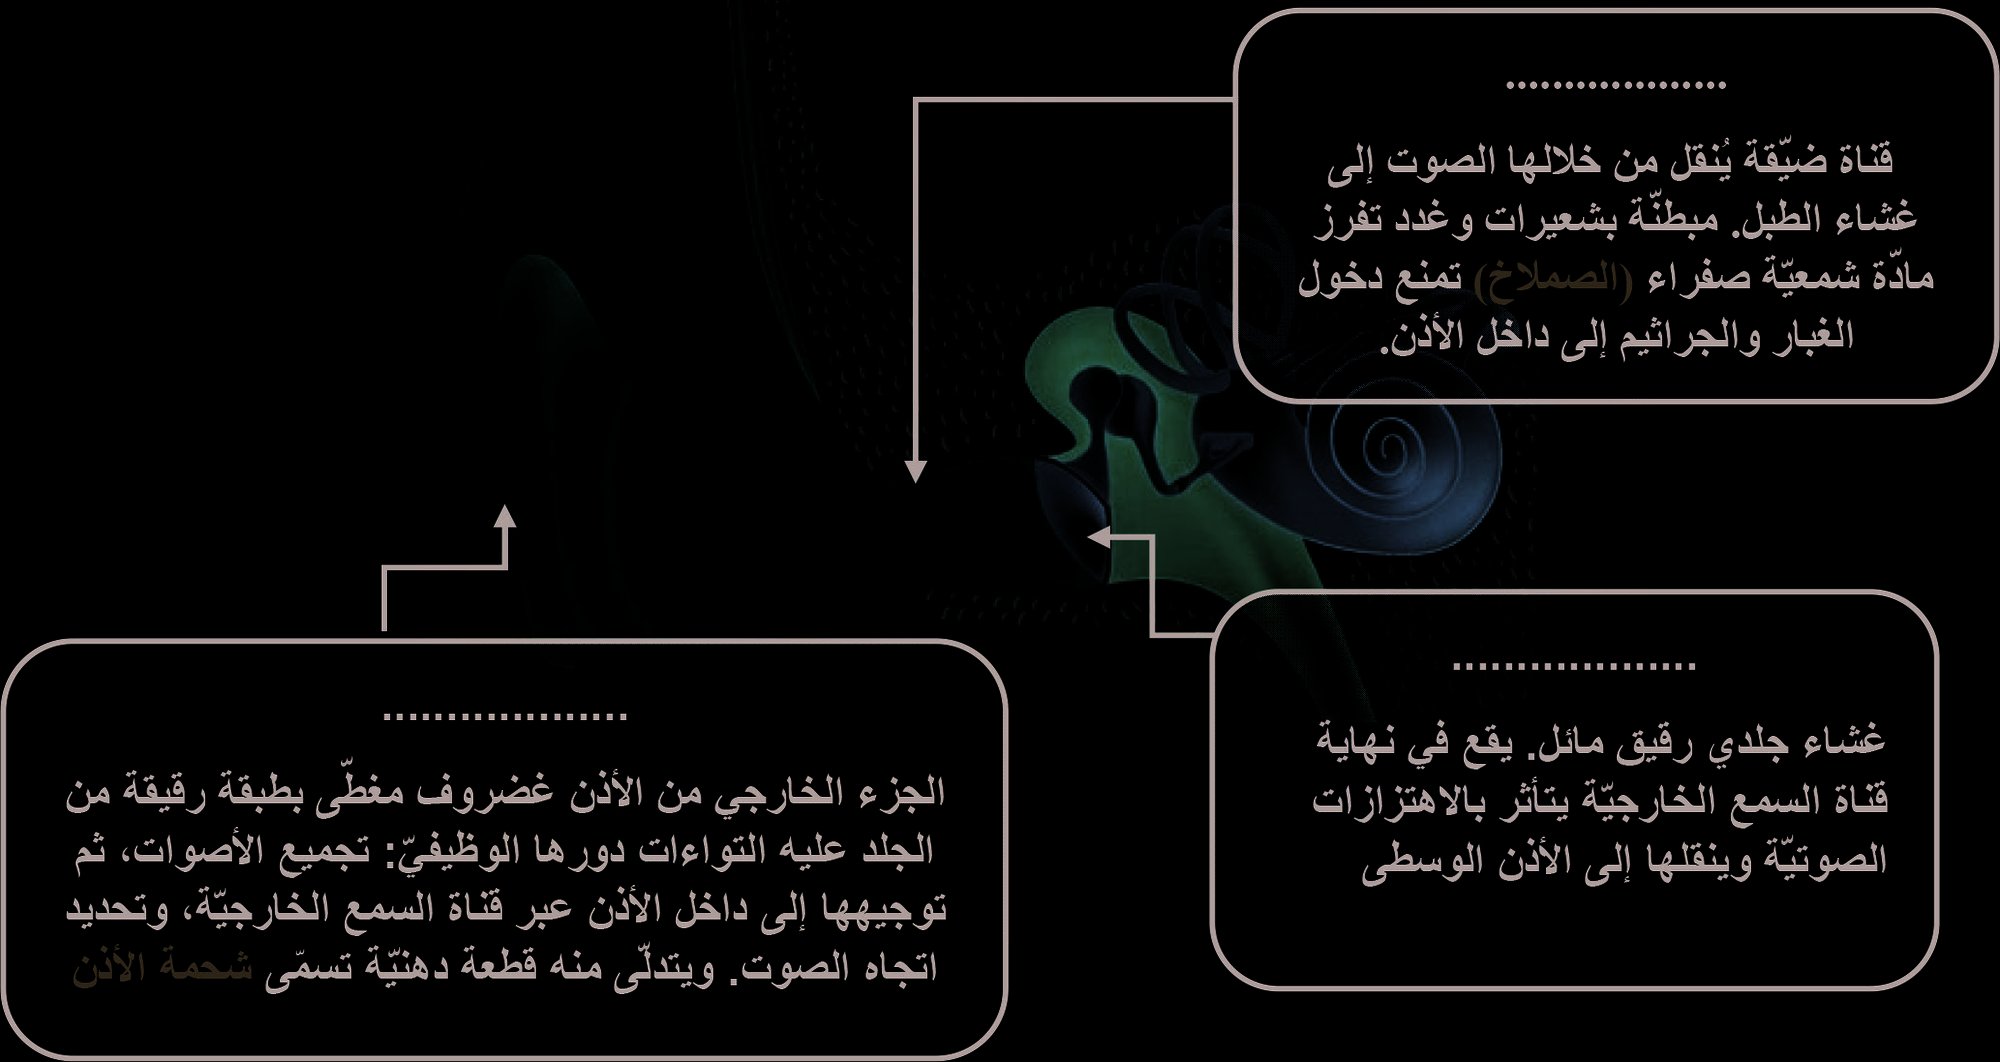 ..................
قناة ضيّقة يُنقل من خلالها الصوت إلى
غشاء الطبل. مبطنّة بشعيرات وغدد تفرز
مادّة شمعيّة صفراء (الصملاخ) تمنع دخول
الغبار والجراثيم إلى داخل الأذن.
..................
غشاء جلدي رقيق مائل. يقع في نهاية
قناة السمع الخارجيّة يتأثر بالاهتزازات
الصوتيّة وينقلها إلى الأذن الوسطى
..................
الجزء الخارجي من الأذن غضروف مغطّى بطبقة رقيقة من
الجلد عليه التواءات دورها الوظيفيّ: تجميع الأصوات، ثم
توجيهها إلى داخل الأذن عبر قناة السمع الخارجيّة، وتحديد
اتجاه الصوت. ويتدلّى منه قطعة دهنيّة تسمّى شحمة الأذن